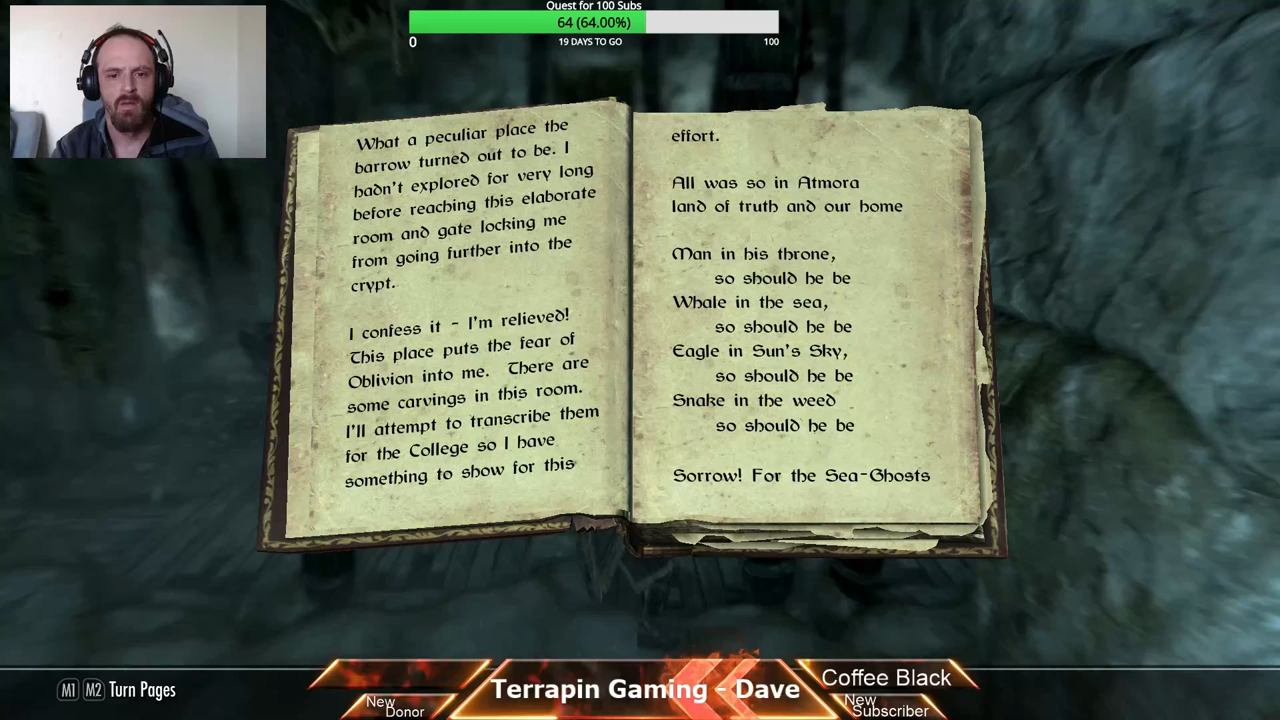 Quest for 100 Subs
64 (64.00%)
0
19 DAYS TO GO
100
What a peculiar place the
barrow turned out to be. I
hadn't explored for very long
before reaching this elaborate
room and gate locking me
from going further into the
crypt.
I confess it - I'm relieved!
This place puts the fear of
Oblivion into me. There are
some carvings in this room.
I'll attempt to transcribe them
for the College so I have
something to show for this
effort.
All was so in Atmora
land of truth and our home
Man in his throne,
so should he be
Whale in the sea,
so should he be
Eagle in Sun's Sky,
so should he be
Snake in the weed
so should he be
Sorrow! For the Sea-Ghosts
M1 M2 Turn Pages
New
Donor
Terrapin Gaming - Dave
Coffee Black
New
Subscriber